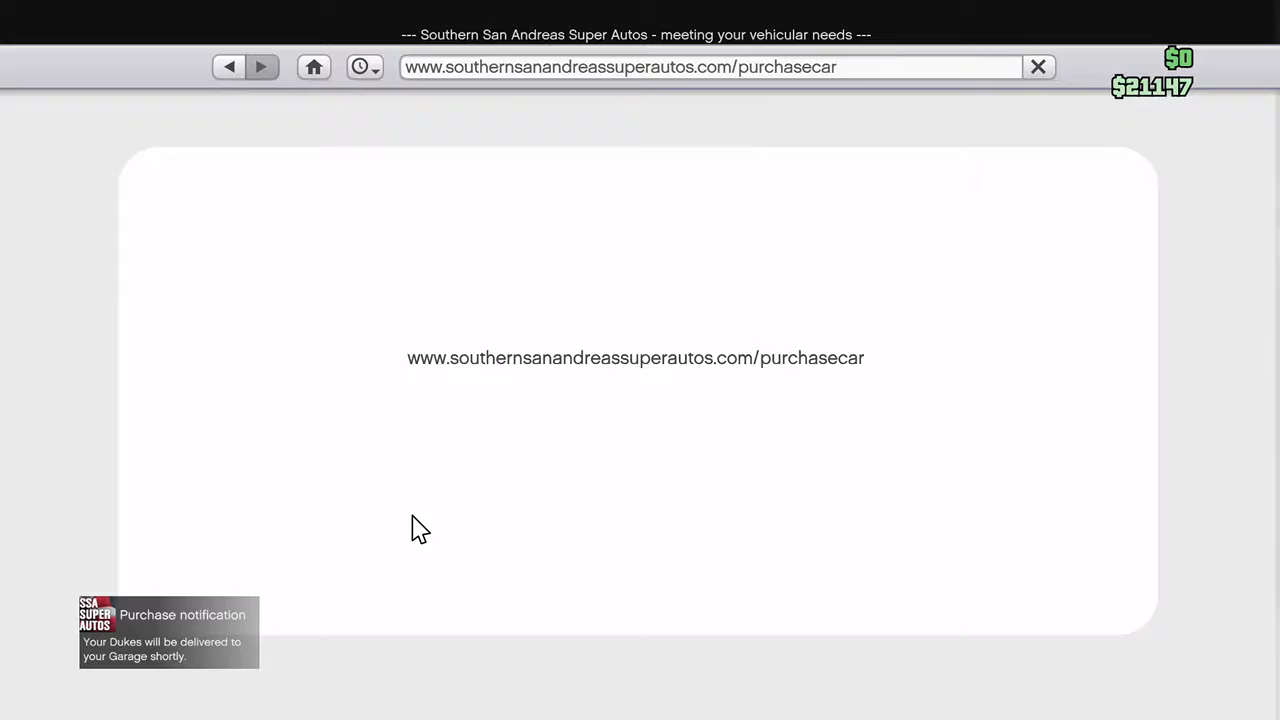 --- Southern San Andreas Super Autos - meeting your vehicular needs ---
www.southernsanandreassuperautos.com/purchasecar
$0
$21147
www.southernsanandreassuperautos.com/purchasecar
SSA
SUPER
AUTOS
Purchase notification
Your Dukes will be delivered to
your Garage shortly.